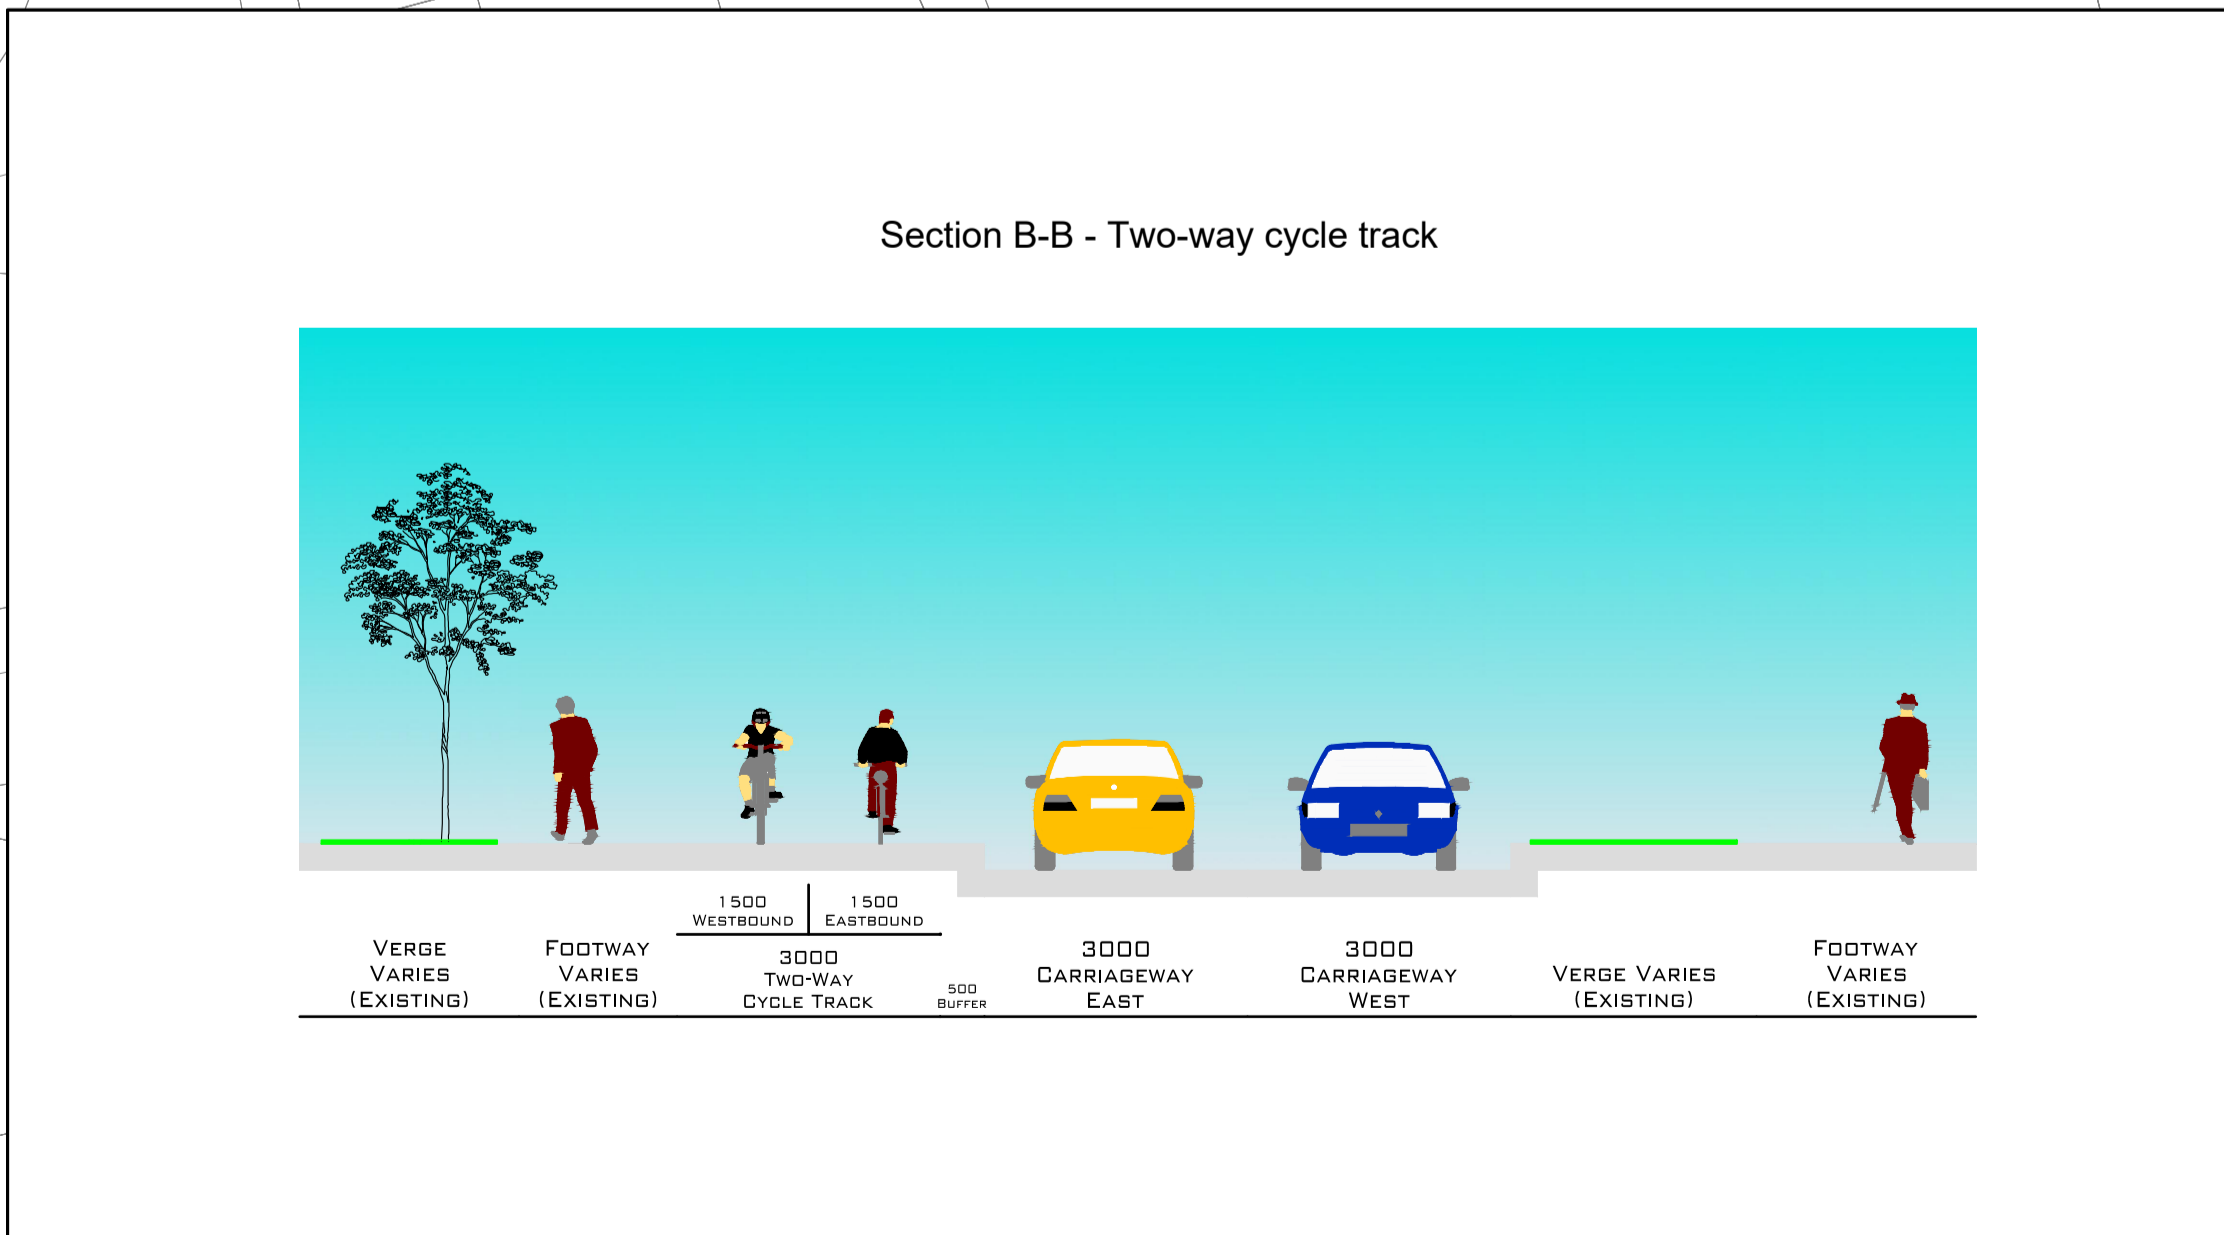 Section B-B - Two-way cycle track
1500
WESTBOUND
1500
EASTBOUND
VERGE
VARIES
(EXISTING)
FOOTWAY
VARIES
(EXISTING)
3000
TWO-WAY
CYCLE TRACK
500
BUFFER
3000
CARRIAGEWAY
EAST
3000
CARRIAGEWAY
WEST
VERGE VARIES
(EXISTING)
FOOTWAY
VARIES
(EXISTING)